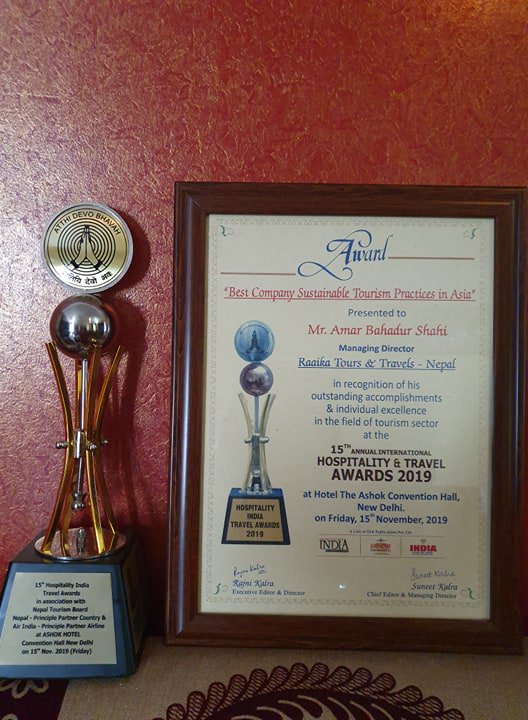 ATITHI DEVO BHAVAH
अतिथि देवो भवः
15th Hospitality India
Travel Awards
in association with
Nepal Tourism Board
Nepal - Principle Partner Country &
Air India - Principle Partner Airline
at ASHOK HOTEL
Convention Hall New Delhi
on 15th Nov. 2019 (Friday)
Award
"Best Company Sustainable Tourism Practices in Asia"
Presented to
Mr. Amar Bahadur Shahi
Managing Director
Raaika Tours & Travels - Nepal
in recognition of his
outstanding accomplishments
& individual excellence
in the field of tourism sector
at the
15TH ANNUAL INTERNATIONAL
HOSPITALITY & TRAVEL
AWARDS 2019
at Hotel The Ashok Convention Hall,
New Delhi.
on Friday, 15th November, 2019
HOSPITALITY
INDIA
TRAVEL AWARDS
2019
INDIA
INDIA
Rajni Kalra
Rajni Kalra
Executive Editor & Director
Suneet Kalra
Suneet Kalra
Chief Editor & Managing Director